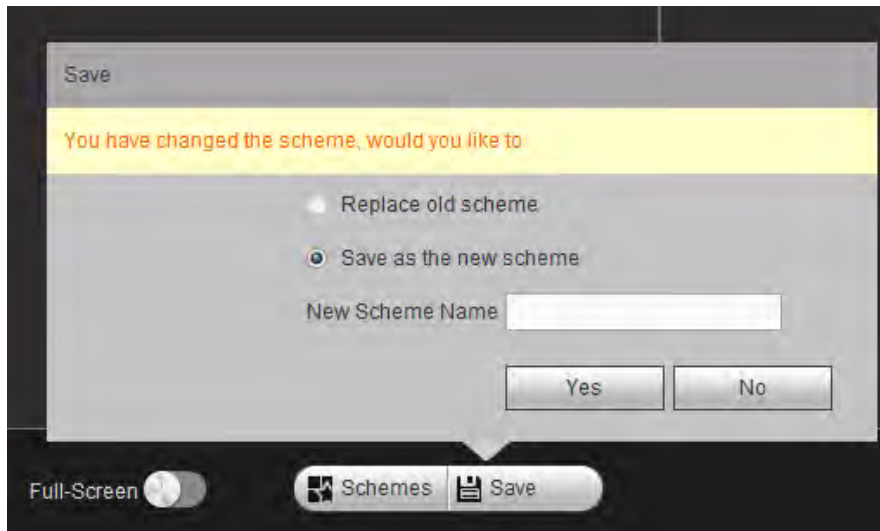 Save
You have changed the scheme, would you like to
Replace old scheme
Save as the new scheme
New Scheme Name
Yes No
Full-Screen Schemes Save